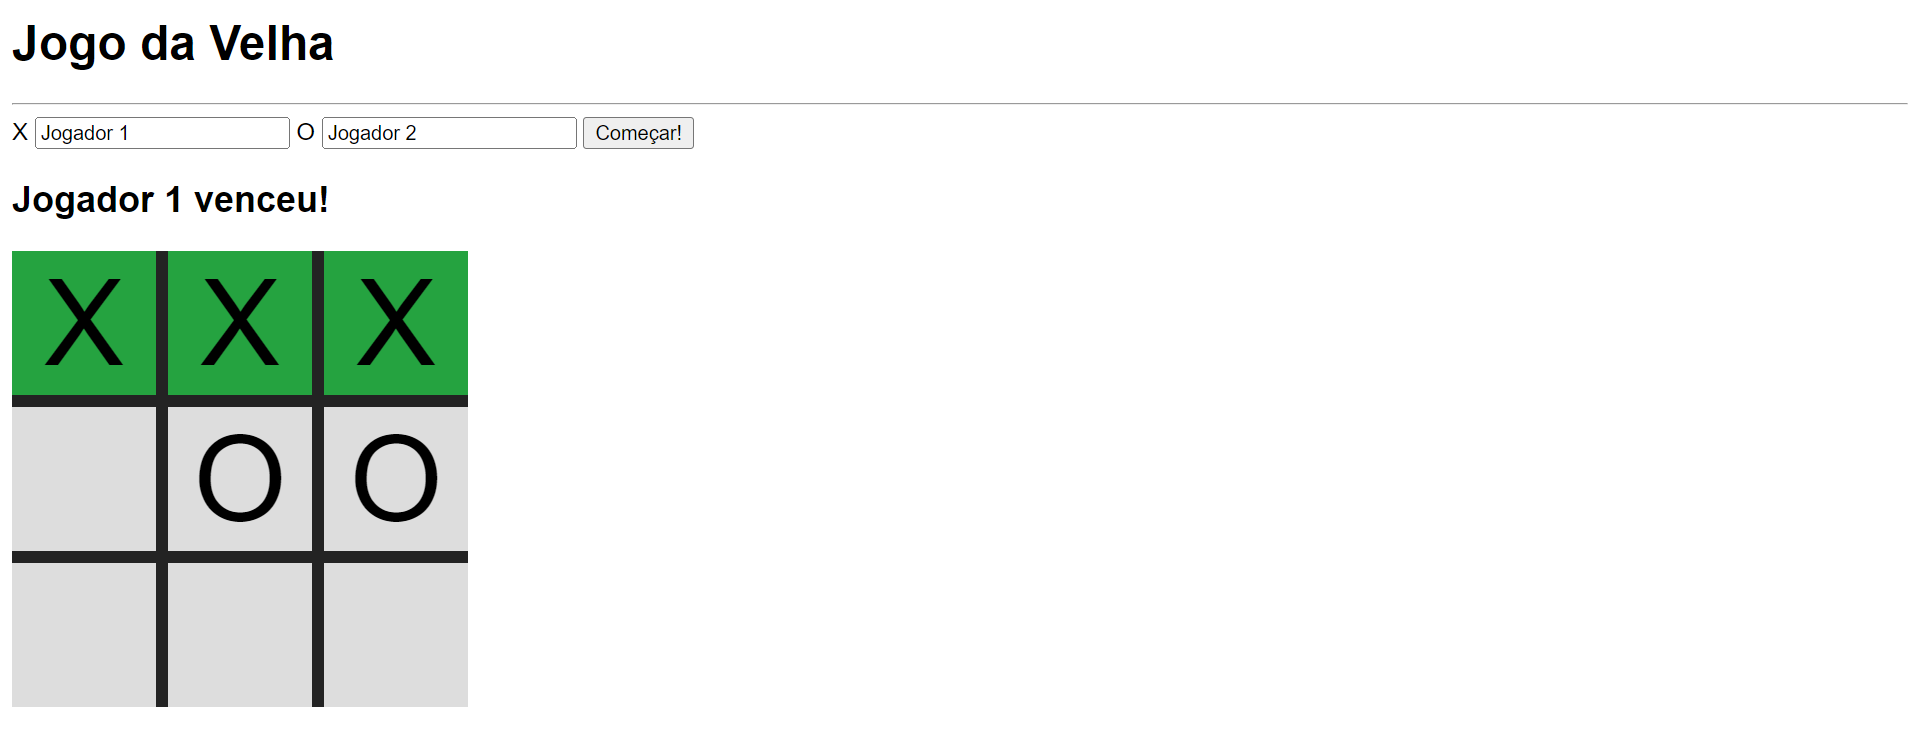 Jogo da Velha
X Jogador 1 O Jogador 2 Começar!
Jogador 1 venceu!
X X X
O O